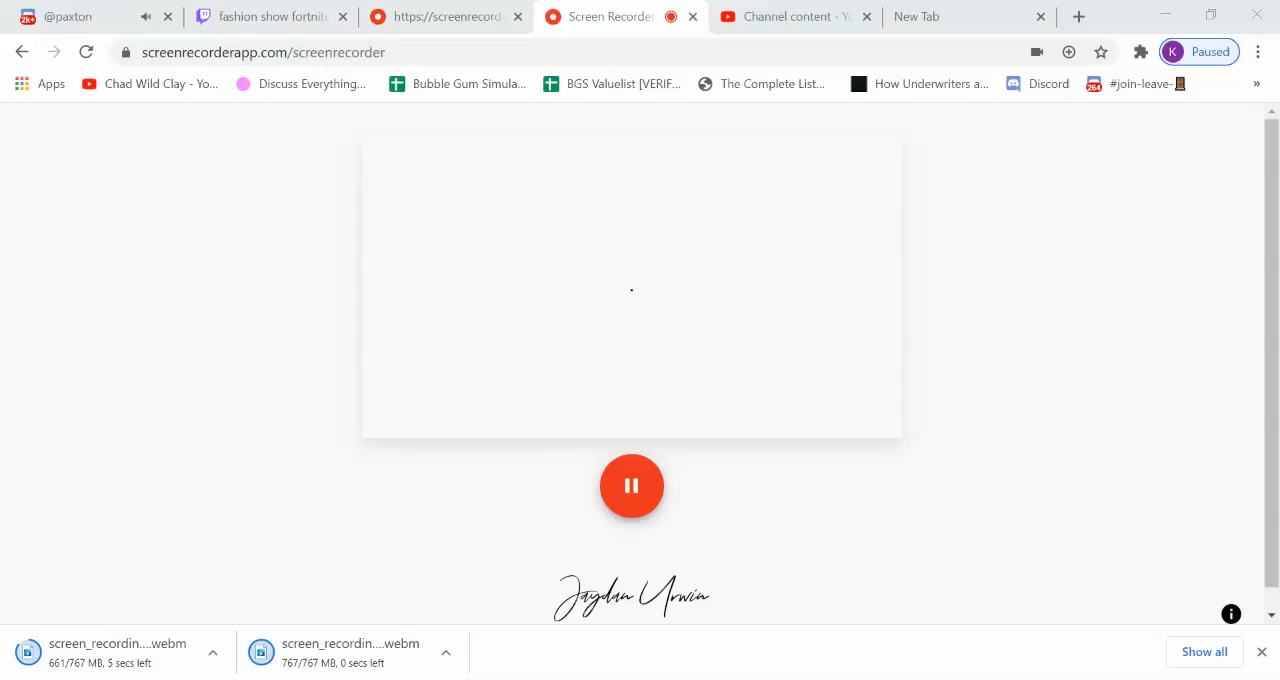 2K+ @paxton
fashion show fortnite
https://screenrecord
Screen Recorder
Channel content - Yo
New Tab
screenrecorderapp.com/screenrecorder
K Paused
Apps
Chad Wild Clay - Yo...
Discuss Everything...
Bubble Gum Simula...
BGS Valuelist [VERIF...
The Complete List...
How Underwriters a...
Discord
264 #join-leave-
»
Jaydan Urwin
screen_recordin....webm
661/767 MB, 5 secs left
screen_recordin....webm
767/767 MB, 0 secs left
Show all